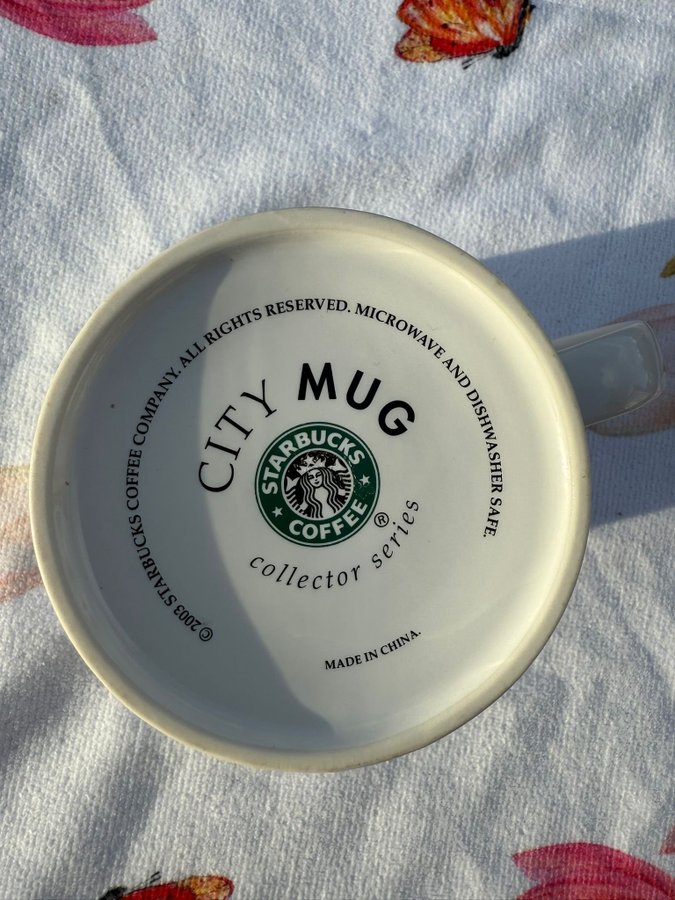 ©2003 STARBUCKS COFFEE COMPANY. ALL RIGHTS RESERVED. MICROWAVE AND DISHWASHER SAFE.
CITY MUG
STARBUCKS
COFFEE
®
collector series
MADE IN CHINA.